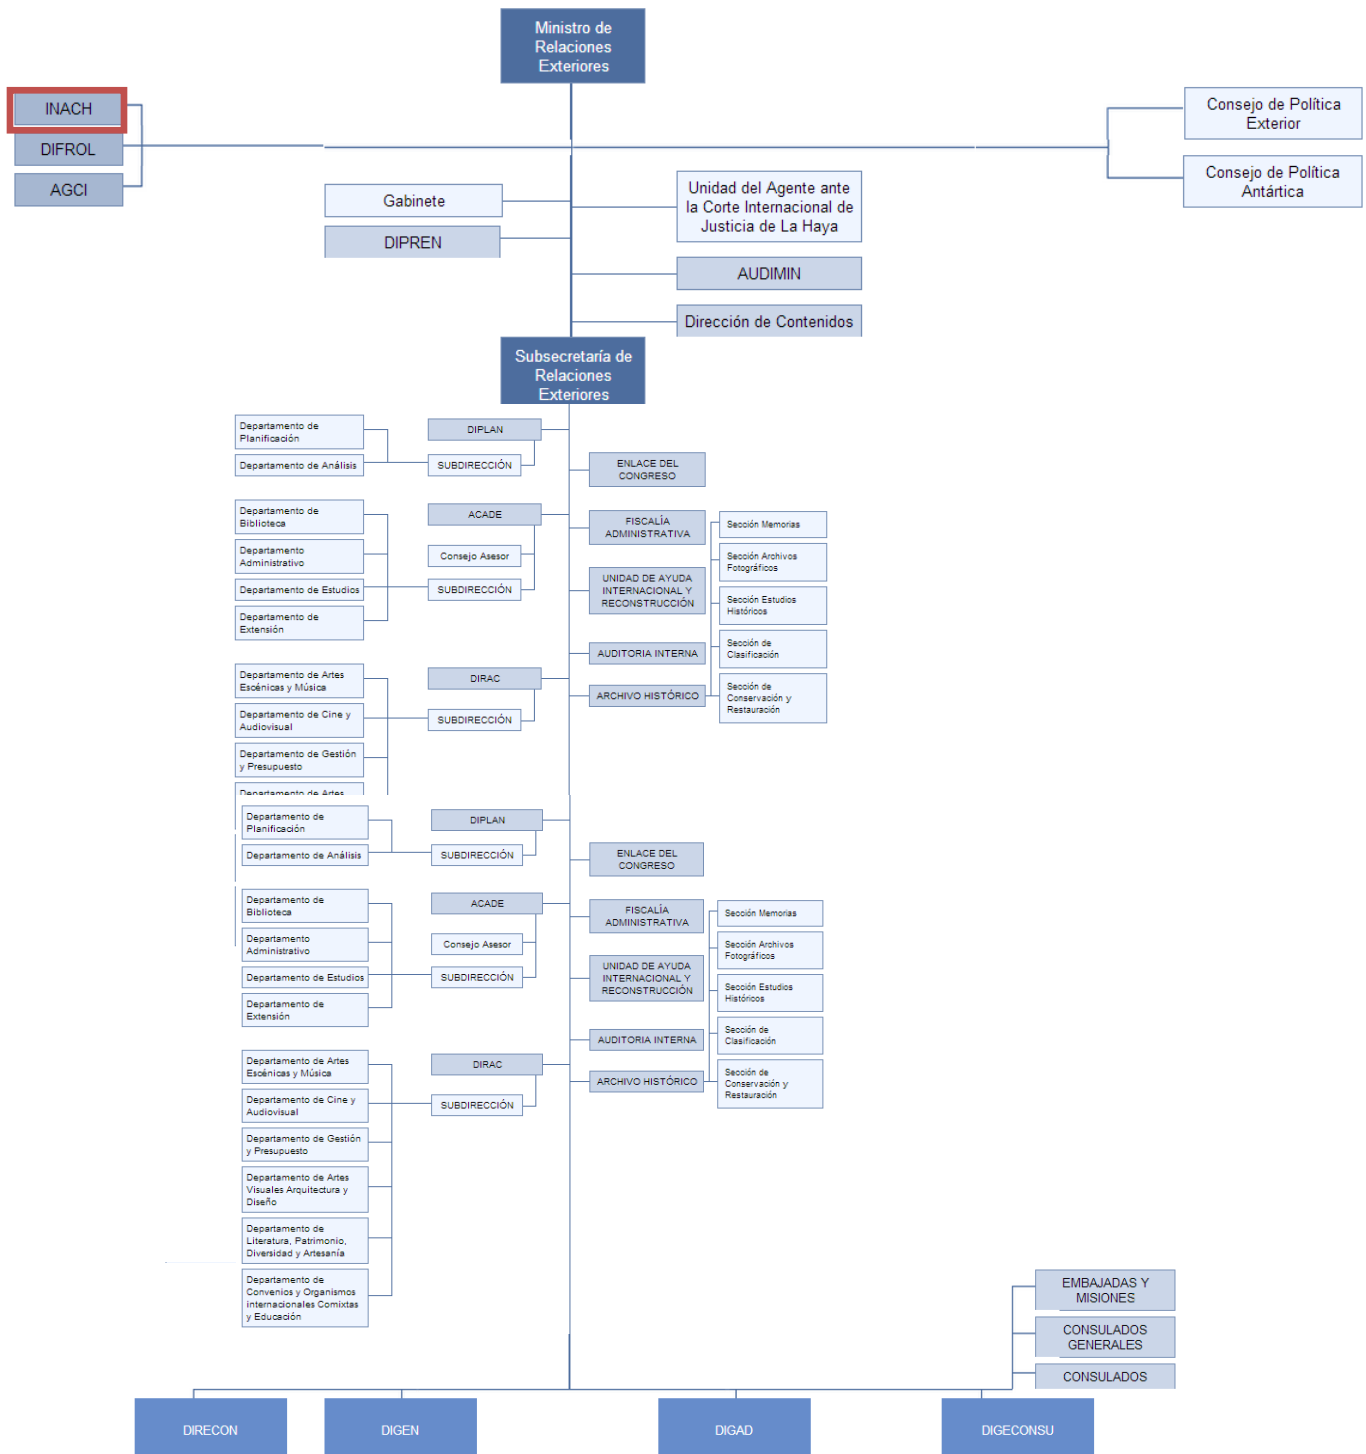 Ministro de
Relaciones
Exteriores
INACH
DIFROL
AGCI
Consejo de Política
Exterior
Consejo de Política
Antártica
Gabinete
DIPREN
Unidad del Agente ante
la Corte Internacional de
Justicia de La Haya
AUDIMIN
Dirección de Contenidos
Subsecretaría de
Relaciones
Exteriores
Departamento de
Planificación
Departamento de Análisis
DIPLAN
SUBDIRECCIÓN
ENLACE DEL
CONGRESO
Departamento de
Biblioteca
Departamento
Administrativo
Departamento de Estudios
Departamento de
Extensión
ACADE
Consejo Asesor
SUBDIRECCIÓN
FISCALÍA
ADMINISTRATIVA
UNIDAD DE AYUDA
INTERNACIONAL Y
RECONSTRUCCIÓN
AUDITORIA INTERNA
ARCHIVO HISTÓRICO
Sección Memorias
Sección Archivos
Fotográficos
Sección Estudios
Históricos
Sección de
Clasificación
Sección de
Conservación y
Restauración
Departamento de Artes
Escénicas y Música
Departamento de Cine y
Audiovisual
Departamento de Gestión
y Presupuesto
Departamento de Artes
DIRAC
SUBDIRECCIÓN
Departamento de
Planificación
Departamento de Análisis
DIPLAN
SUBDIRECCIÓN
ENLACE DEL
CONGRESO
Departamento de
Biblioteca
Departamento
Administrativo
Departamento de Estudios
Departamento de
Extensión
ACADE
Consejo Asesor
SUBDIRECCIÓN
FISCALÍA
ADMINISTRATIVA
UNIDAD DE AYUDA
INTERNACIONAL Y
RECONSTRUCCIÓN
AUDITORIA INTERNA
ARCHIVO HISTÓRICO
Sección Memorias
Sección Archivos
Fotográficos
Sección Estudios
Históricos
Sección de
Clasificación
Sección de
Conservación y
Restauración
Departamento de Artes
Escénicas y Música
Departamento de Cine y
Audiovisual
Departamento de Gestión
y Presupuesto
Departamento de Artes
Visuales Arquitectura y
Diseño
Departamento de
Literatura, Patrimonio,
Diversidad y Artesanía
Departamento de
Convenios y Organismos
internacionales Comixtas
y Educación
DIRAC
SUBDIRECCIÓN
EMBAJADAS Y
MISIONES
CONSULADOS
GENERALES
CONSULADOS
DIRECON
DIGEN
DIGAD
DIGECONSU